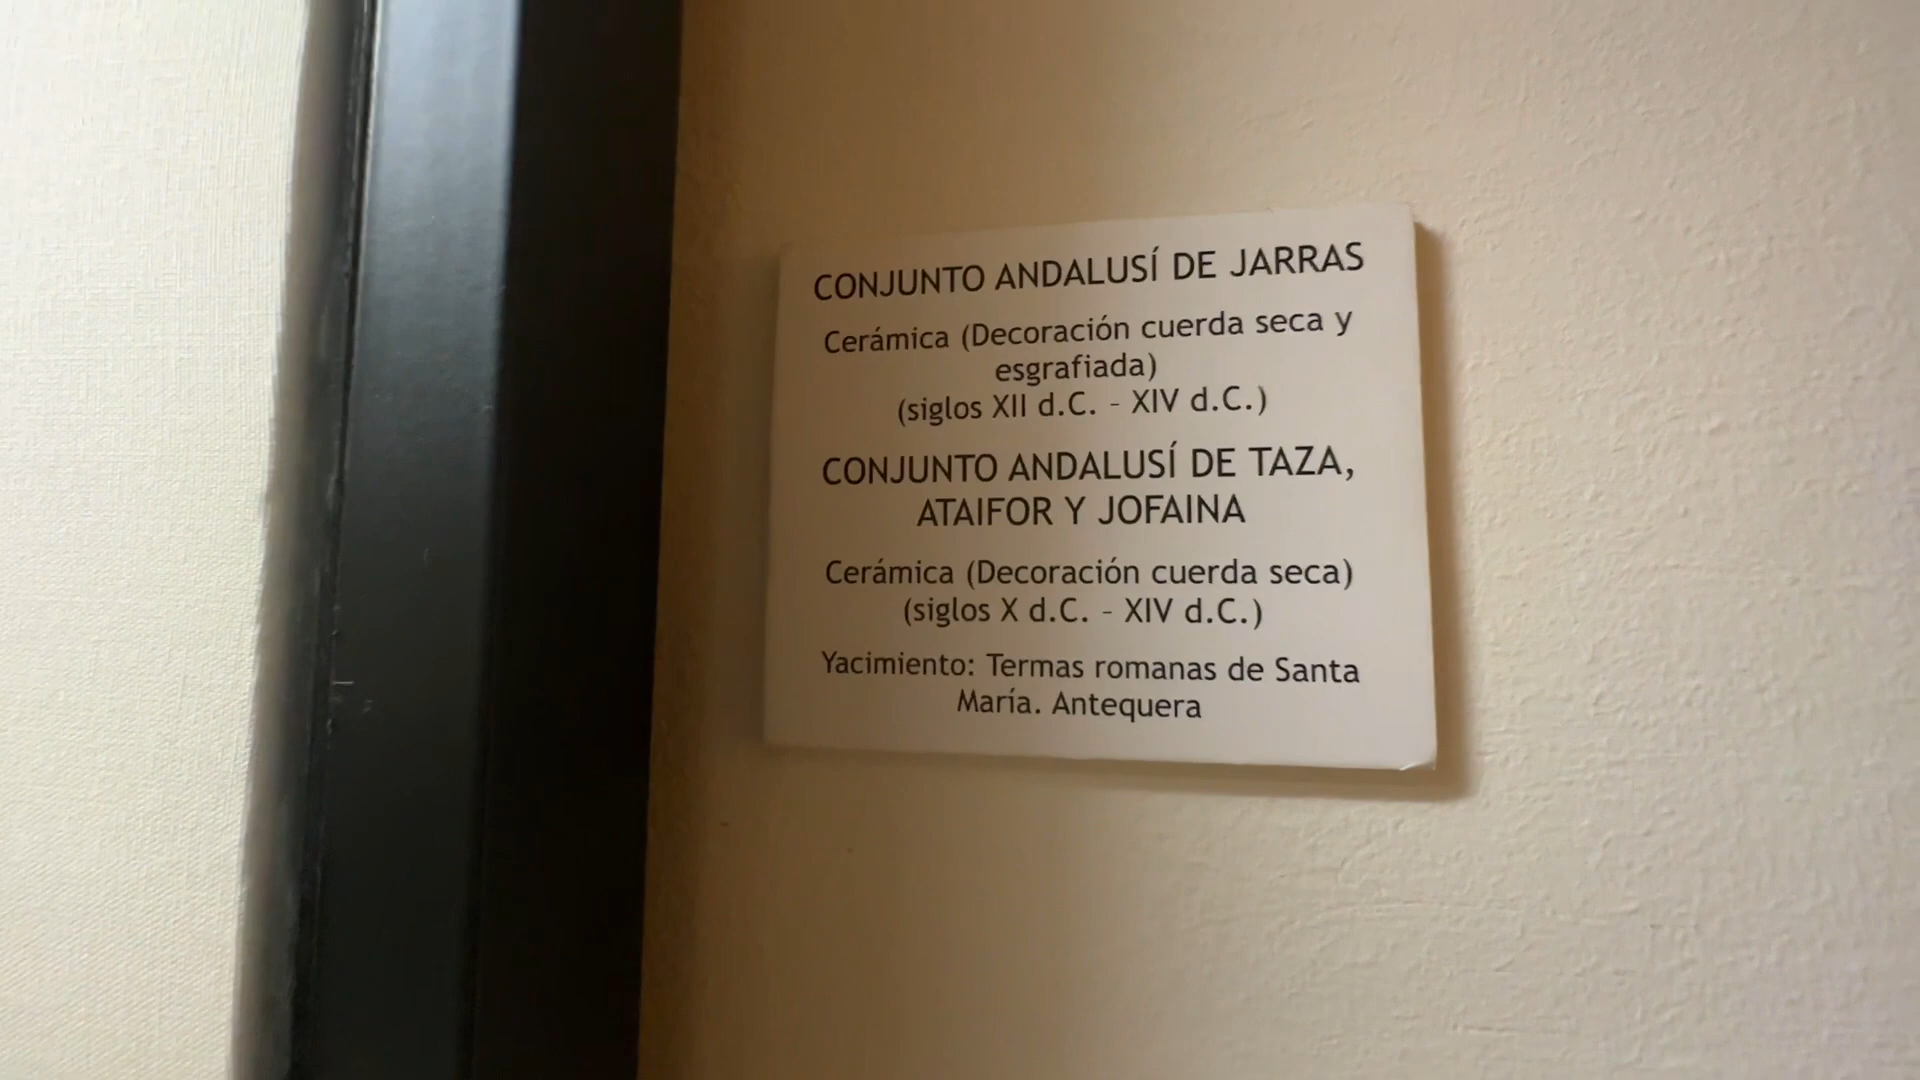 CONJUNTO ANDALUSÍ DE JARRAS
Cerámica (Decoración cuerda seca y
esgrafiada)
(siglos XII d.C. - XIV d.C.)
CONJUNTO ANDALUSÍ DE TAZA,
ATAIFOR Y JOFAINA
Cerámica (Decoración cuerda seca)
(siglos X d.C. - XIV d.C.)
Yacimiento: Termas romanas de Santa
María. Antequera